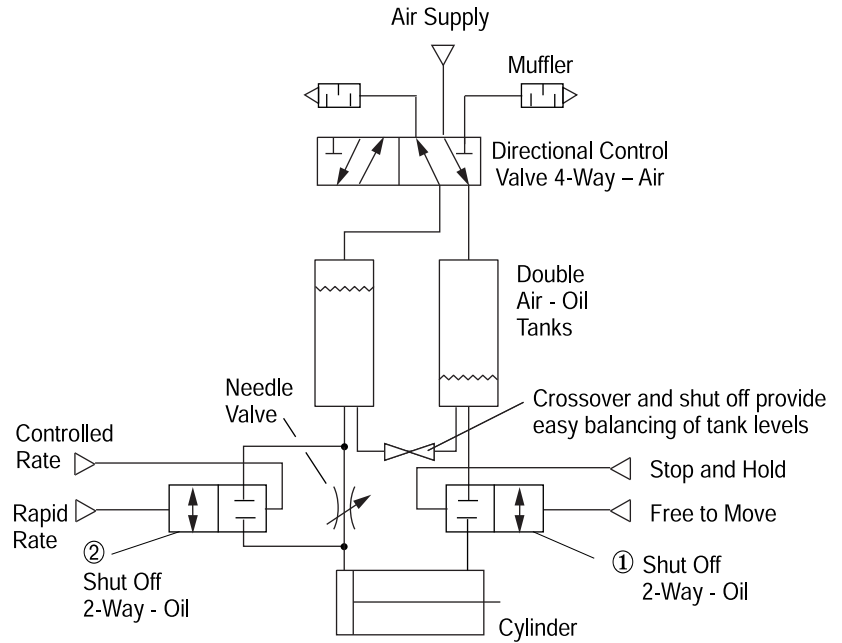 Air Supply
Muffler
Directional Control
Valve 4-Way – Air
Double
Air - Oil
Tanks
Needle
Valve
Crossover and shut off provide
easy balancing of tank levels
Controlled
Rate
Stop and Hold
Rapid
Rate
Free to Move
②
Shut Off
2-Way - Oil
① Shut Off
2-Way - Oil
Cylinder